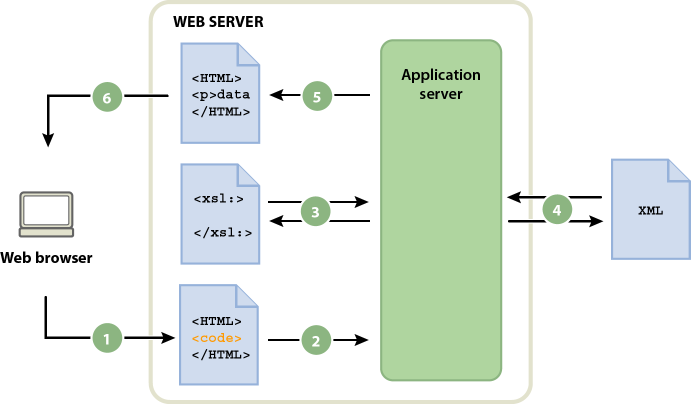 WEB SERVER
<HTML>
<p>data
</HTML>
Application
server
6
5
<xsl:>
</xsl:>
3
4
XML
Web browser
<HTML>
<code>
</HTML>
1
2